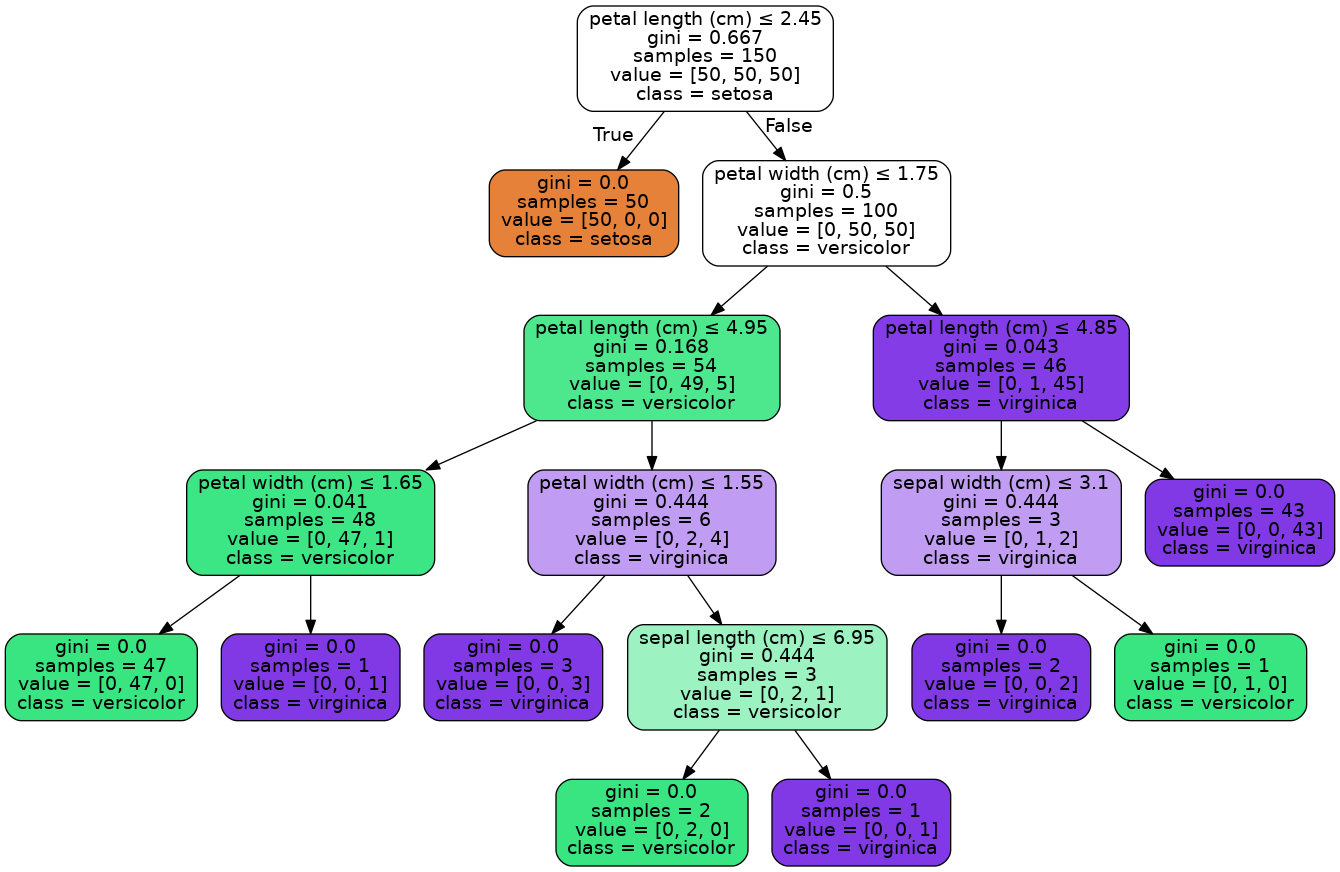 petal length (cm) ≤ 2.45
gini = 0.667
samples = 150
value = [50, 50, 50]
class = setosa
True
False
gini = 0.0
samples = 50
value = [50, 0, 0]
class = setosa
petal width (cm) ≤ 1.75
gini = 0.5
samples = 100
value = [0, 50, 50]
class = versicolor
petal length (cm) ≤ 4.95
gini = 0.168
samples = 54
value = [0, 49, 5]
class = versicolor
petal length (cm) ≤ 4.85
gini = 0.043
samples = 46
value = [0, 1, 45]
class = virginica
petal width (cm) ≤ 1.65
gini = 0.041
samples = 48
value = [0, 47, 1]
class = versicolor
petal width (cm) ≤ 1.55
gini = 0.444
samples = 6
value = [0, 2, 4]
class = virginica
sepal width (cm) ≤ 3.1
gini = 0.444
samples = 3
value = [0, 1, 2]
class = virginica
gini = 0.0
samples = 43
value = [0, 0, 43]
class = virginica
gini = 0.0
samples = 47
value = [0, 47, 0]
class = versicolor
gini = 0.0
samples = 1
value = [0, 0, 1]
class = virginica
gini = 0.0
samples = 3
value = [0, 0, 3]
class = virginica
sepal length (cm) ≤ 6.95
gini = 0.444
samples = 3
value = [0, 2, 1]
class = versicolor
gini = 0.0
samples = 2
value = [0, 0, 2]
class = virginica
gini = 0.0
samples = 1
value = [0, 1, 0]
class = versicolor
gini = 0.0
samples = 2
value = [0, 2, 0]
class = versicolor
gini = 0.0
samples = 1
value = [0, 0, 1]
class = virginica